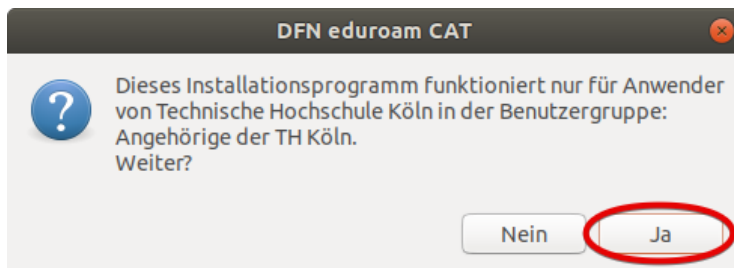 DFN eduroam CAT
Dieses Installationsprogramm funktioniert nur für Anwender
von Technische Hochschule Köln in der Benutzergruppe:
Angehörige der TH Köln.
Weiter?
Nein Ja